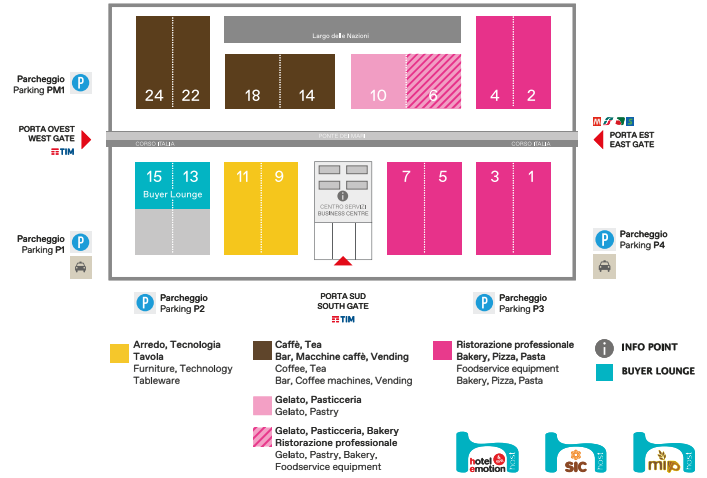 Largo delle Nazioni
24 22
18 14
10 6
4 2
Parcheggio
Parking PM1
P
PORTA OVEST
WEST GATE
TIM
PONTE DEI MARI
CORSO ITALIA
CORSO ITALIA
M
PORTA EST
EAST GATE
15 13
Buyer Lounge
11 9
i
CENTRO SERVIZI
BUSINESS CENTRE
7 5
3 1
Parcheggio
Parking P1
P
P
Parcheggio
Parking P4
P
Parcheggio
Parking P2
PORTA SUD
SOUTH GATE
TIM
P
Parcheggio
Parking P3
Arredo, Tecnologia
Tavola
Furniture, Technology
Tableware
Caffè, Tea
Bar, Macchine caffè, Vending
Coffee, Tea
Bar, Coffee machines, Vending
Gelato, Pasticceria
Gelato, Pastry
Gelato, Pasticceria, Bakery
Ristorazione professionale
Gelato, Pastry, Bakery,
Foodservice equipment
Ristorazione professionale
Bakery, Pizza, Pasta
Foodservice equipment
Bakery, Pizza, Pasta
i INFO POINT
BUYER LOUNGE
hotel
emotion
host
SIC
host
mipp
host